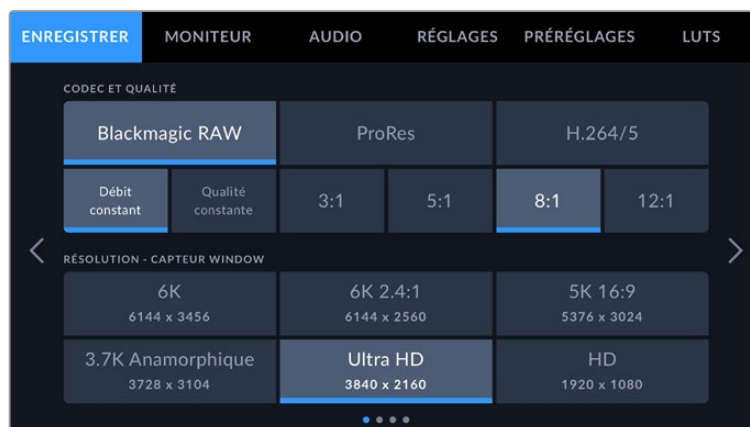 ENREGISTRER MONITEUR AUDIO RÉGLAGES PRÉRÉGLAGES LUTS
CODEC ET QUALITÉ
Blackmagic RAW ProRes H.264/5
Débit constant Qualité constante 3:1 5:1 8:1 12:1
RÉSOLUTION - CAPTEUR WINDOW
6K 6K 2.4:1 5K 16:9
6144 x 3456 6144 x 2560 5376 x 3024
3.7K Anamorphique Ultra HD HD
3728 x 3104 3840 x 2160 1920 x 1080